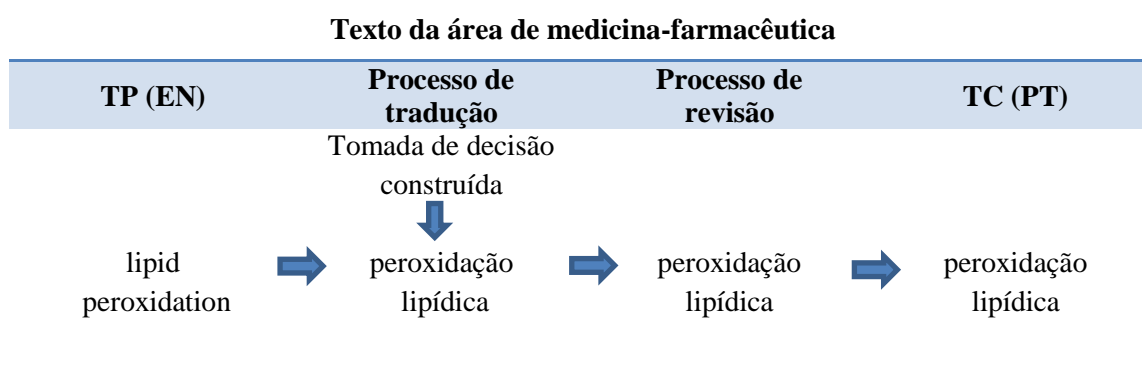 Texto da área de medicina-farmacêutica
TP (EN)
Processo de
tradução
Processo de
revisão
TC (PT)
Tomada de decisão
construída
lipid
peroxidation
peroxidação
lipídica
peroxidação
lipídica
peroxidação
lipídica